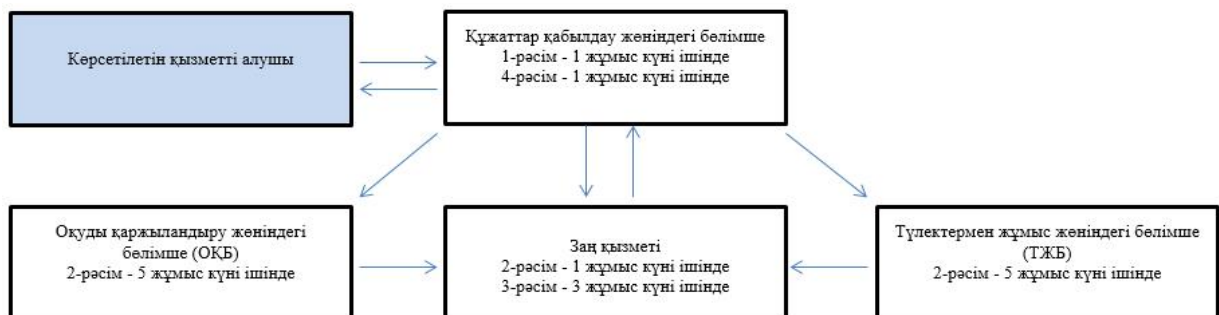 Көрсетілетін қызметті алушы
Құжаттар қабылдау жөніндегі бөлімше
1-рәсім - 1 жұмыс күні ішінде
4-рәсім - 1 жұмыс күні ішінде
Оқуды қаржыландыру жөніндегі
бөлімше (ОҚБ)
2-рәсім - 5 жұмыс күні ішінде
Заң қызметі
2-рәсім - 1 жұмыс күні ішінде
3-рәсім - 3 жұмыс күні ішінде
Түлектермен жұмыс жөніндегі бөлімше
(ТЖБ)
2-рәсім - 5 жұмыс күні ішінде